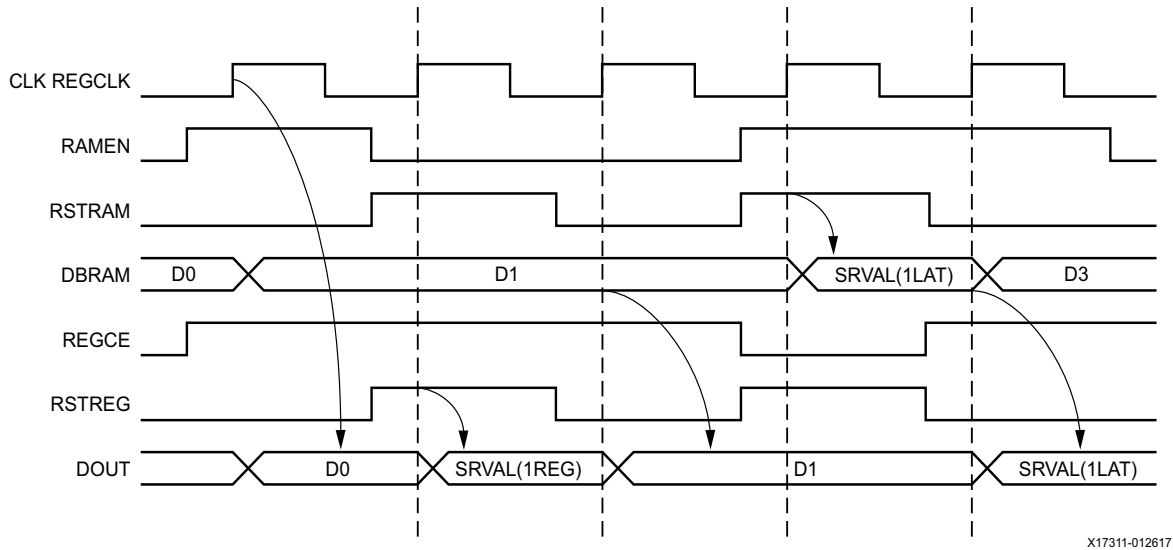 CLK REGCLK
RAMEN
RSTRAM
DBRAM D0 D1 SRVAL(1LAT) D3
REGCE
RSTREG
DOUT D0 SRVAL(1REG) D1 SRVAL(1LAT)
X17311-012617